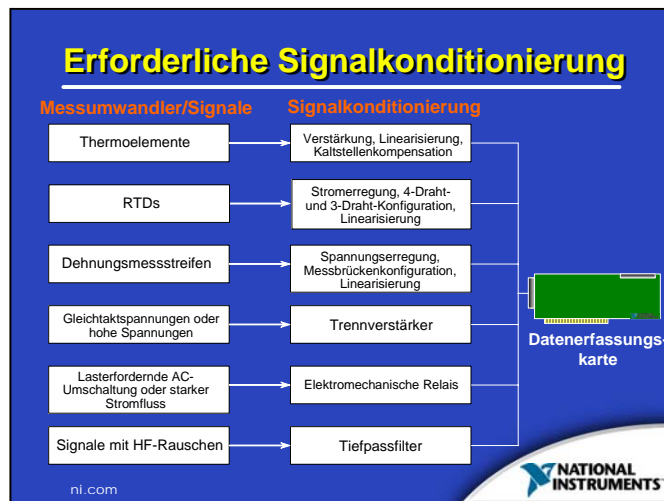 Erforderliche Signalkonditionierung
Messumwandler/Signale
Signalkonditionierung
Thermoelemente
Verstärkung, Linearisierung,
Kaltstellenkompensation
RTDs
Stromerregung, 4-Draht-
und 3-Draht-Konfiguration,
Linearisierung
Dehnungsmessstreifen
Spannungserregung,
Messbrückenkonfiguration,
Linearisierung
Gleichtaktspannungen oder
hohe Spannungen
Trennverstärker
Datenerfassungs-
karte
Lasterfordernde AC-
Umschaltung oder starker
Stromfluss
Elektromechanische Relais
Signale mit HF-Rauschen
Tiefpassfilter
ni.com
NATIONAL
INSTRUMENTS